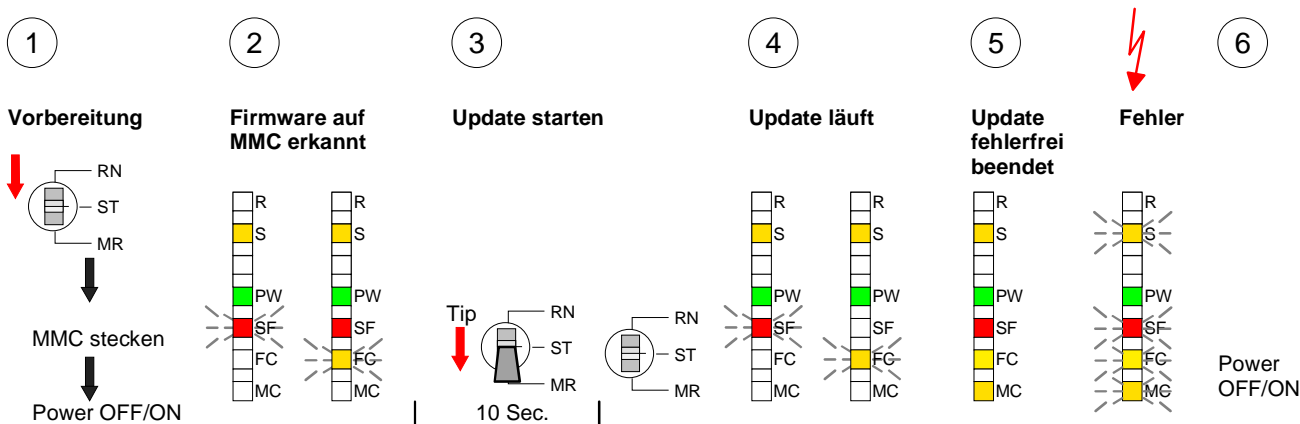 1
2
3
4
5
6
Vorbereitung
Firmware auf
MMC erkannt
Update starten
Update läuft
Update
fehlerfrei
beendet
Fehler
RN
ST
MR
MMC stecken
Power OFF/ON
R
S
PW
SF
FC
MC
R
S
PW
SF
FC
MC
Tip
RN
ST
MR
10 Sec.
RN
ST
MR
R
S
PW
SF
FC
MC
R
S
PW
SF
FC
MC
R
S
PW
SF
FC
MC
R
S
PW
SF
FC
MC
Power
OFF/ON